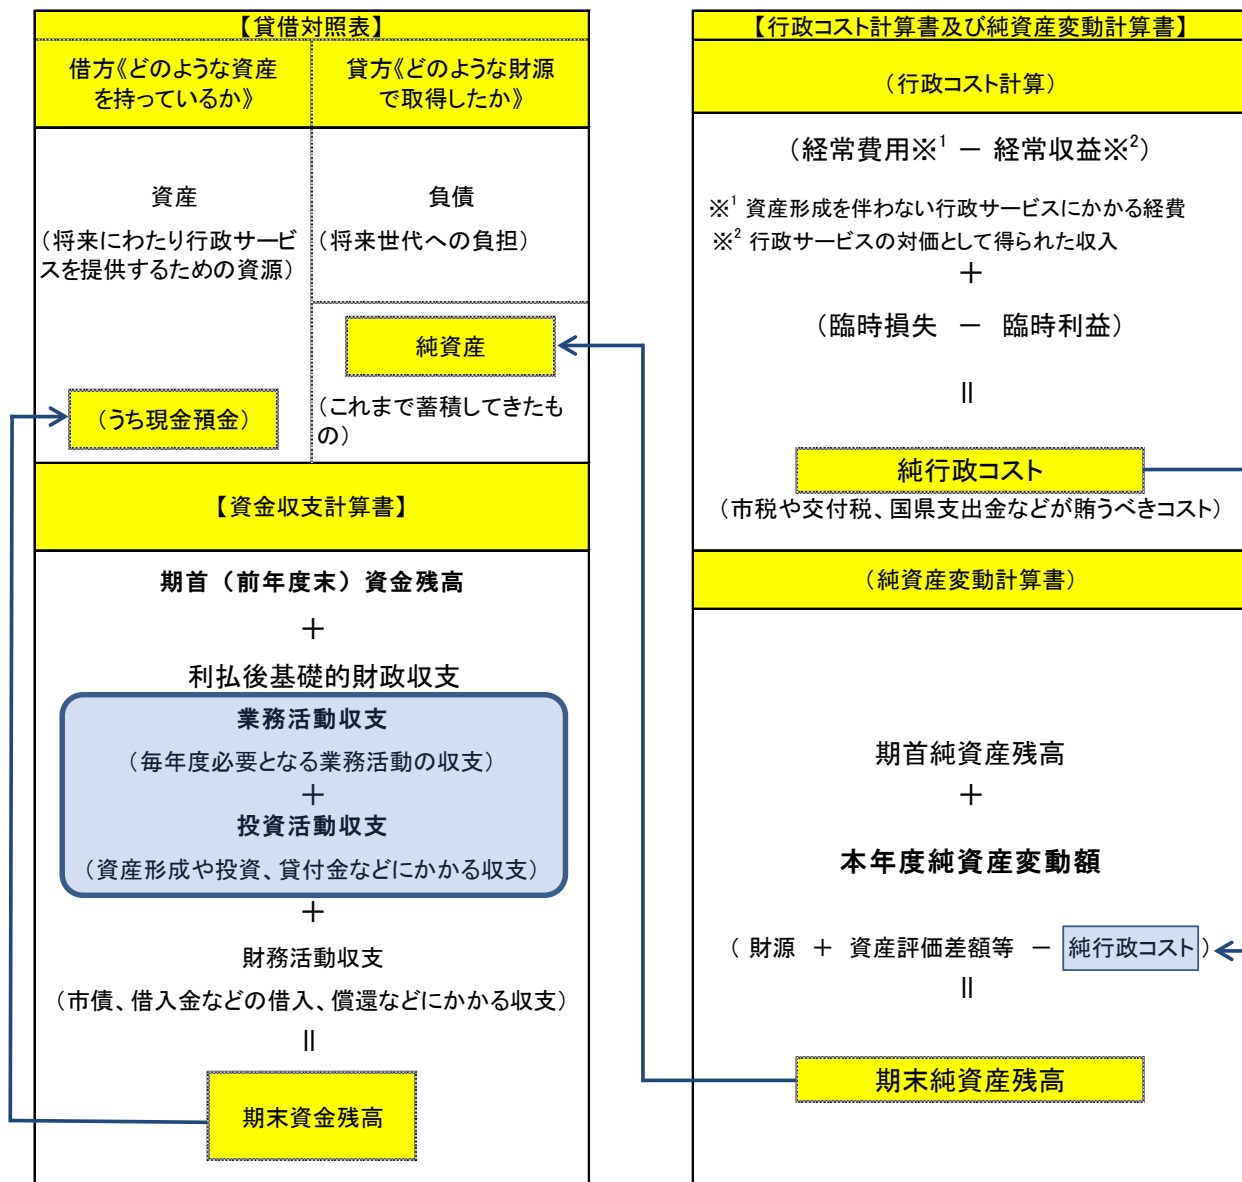 【貸借対照表】
借方《どのような資産
を持っているか》
貸方《どのような財源
で取得したか》
資産
（将来にわたり行政サービ
スを提供するための資源）
負債
（将来世代への負担）
純資産
（これまで蓄積してきたも
の）
（うち現金預金）
【資金収支計算書】
期首（前年度末）資金残高
＋
利払後基礎的財政収支
業務活動収支
（毎年度必要となる業務活動の収支）
＋
投資活動収支
（資産形成や投資、貸付金などにかかる収支）
＋
財務活動収支
（市債、借入金などの借入、償還などにかかる収支）
＝
期末資金残高
【行政コスト計算書及び純資産変動計算書】
（行政コスト計算）
（経常費用※1 － 経常収益※2）
※1 資産形成を伴わない行政サービスにかかる経費
※2 行政サービスの対価として得られた収入
＋
（臨時損失 － 臨時利益）
＝
純行政コスト
（市税や交付税、国県支出金などが賄うべきコスト）
（純資産変動計算書）
期首純資産残高
＋
本年度純資産変動額
（ 財源 ＋ 資産評価差額等 － 純行政コスト）
＝
期末純資産残高